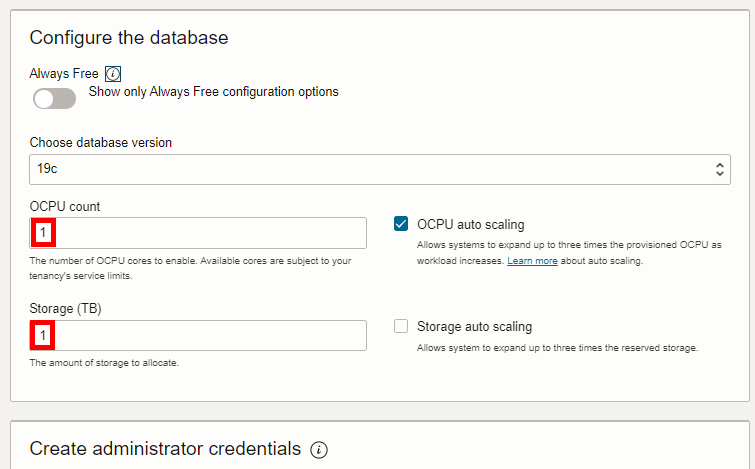 Configure the database
Always Free
Show only Always Free configuration options
Choose database version
19c
OCPU count
1
OCPU auto scaling
Allows systems to expand up to three times the provisioned OCPU as
workload increases. Learn more about auto scaling.
The number of OCPU cores to enable. Available cores are subject to your
tenancy's service limits.
Storage (TB)
1
Storage auto scaling
Allows system to expand up to three times the reserved storage.
The amount of storage to allocate.
Create administrator credentials